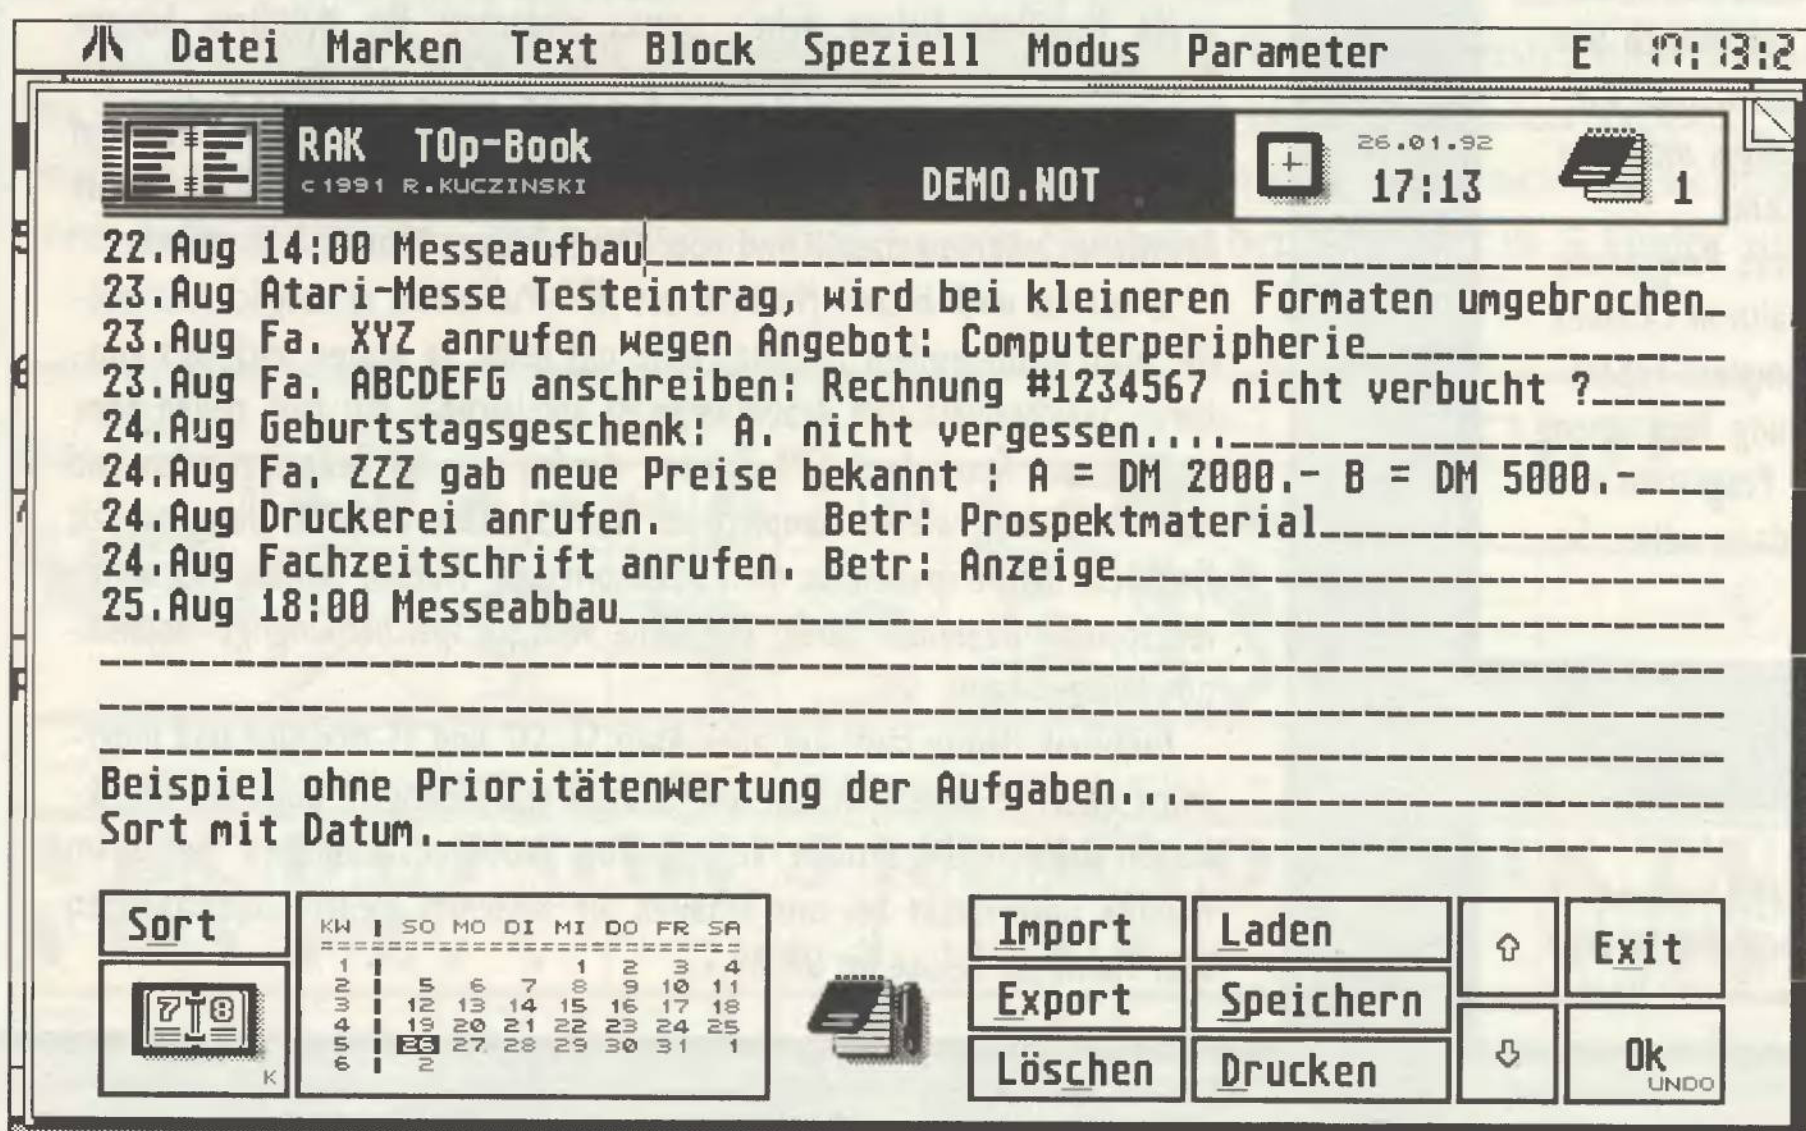 Datei Marken Text Block Speziell Modus Parameter E 17:13:2
RAK TOp-Book
c1991 R.KUCZINSKI
DEMO.NOT
26.01.92
17:13
1
22.Aug 14:00 Messeaufbau
23.Aug Atari-Messe Testeintrag, wird bei kleineren Formaten umgebrochen
23.Aug Fa. XYZ anrufen wegen Angebot: Computerperipherie
23.Aug Fa. ABCDEFG anschreiben: Rechnung #1234567 nicht verbucht ?
24.Aug Geburtstagsgeschenk: A. nicht vergessen....
24.Aug Fa. ZZZ gab neue Preise bekannt : A = DM 2000.- B = DM 5000.-
24.Aug Druckerei anrufen. Betr: Prospektmaterial
24.Aug Fachzeitschrift anrufen. Betr: Anzeige
25.Aug 18:00 Messeabbau
Beispiel ohne Prioritätenwertung der Aufgaben...
Sort mit Datum.
Sort
7 8
K
KW SO MO DI MI DO FR SA
1 1 2 3 4
2 5 6 7 8 9 10 11
3 12 13 14 15 16 17 18
4 19 20 21 22 23 24 25
5 26 27 28 29 30 31 1
6 2
Import Laden
Export Speichern
Löschen Drucken
Exit
Ok
UNDO